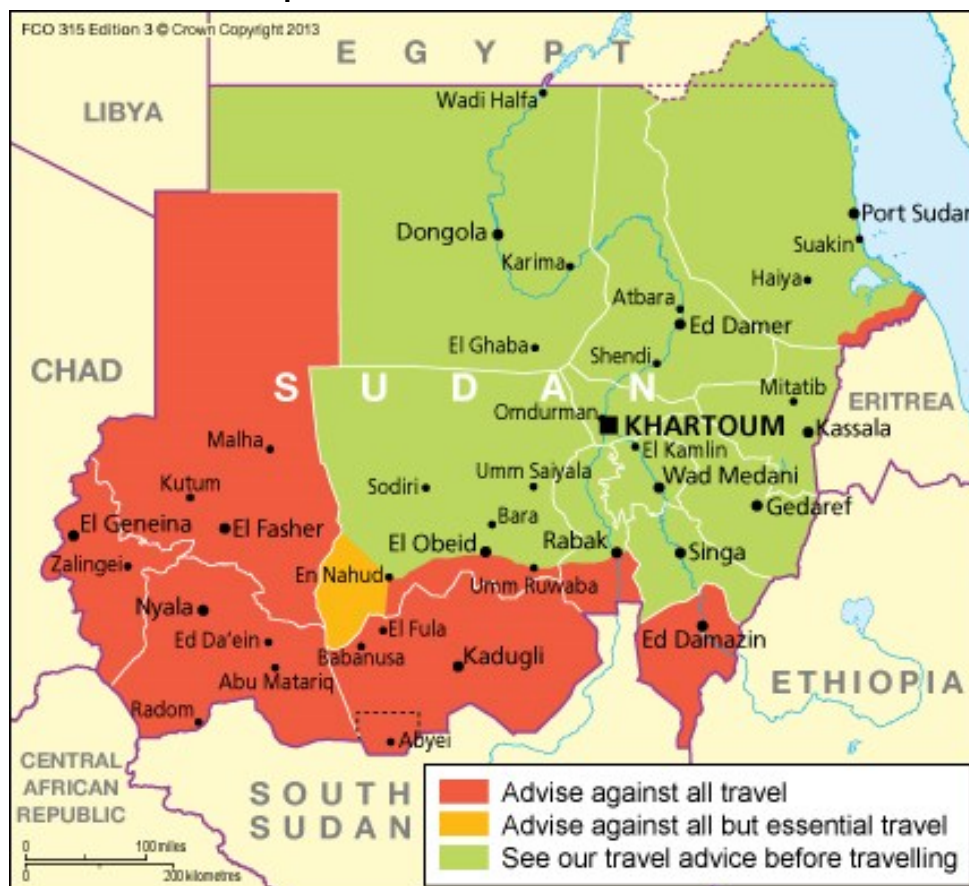 FCO 315 Edition 3 © Crown Copyright 2013
EGYPT
LIBYA
Wadi Halfa
Port Sudan
Dongola
Suakin
Karima
Haiya
Atbara
Ed Damer
El Ghaba
Shendi
CHAD
SUDAN
Mitatib
ERITREA
Omdurman
KHARTOUM
Kassala
Malha
El Kamlin
Kutum
Sodiri
Umm Saiyala
Wad Medani
Gedaref
El Geneina
El Fasher
Bara
El Obeid
Rabak
Singa
Zalingei
En Nahud
Umm Ruwaba
Nyala
El Fula
Ed Damazin
Ed Da'ein
Babanusa
Kadugli
Abu Matariq
ETHIOPIA
Radom
Abyei
CENTRAL
AFRICAN
REPUBLIC
SOUTH
SUDAN
Advise against all travel
Advise against all but essential travel
See our travel advice before travelling
0 100 miles
0 200 kilometres